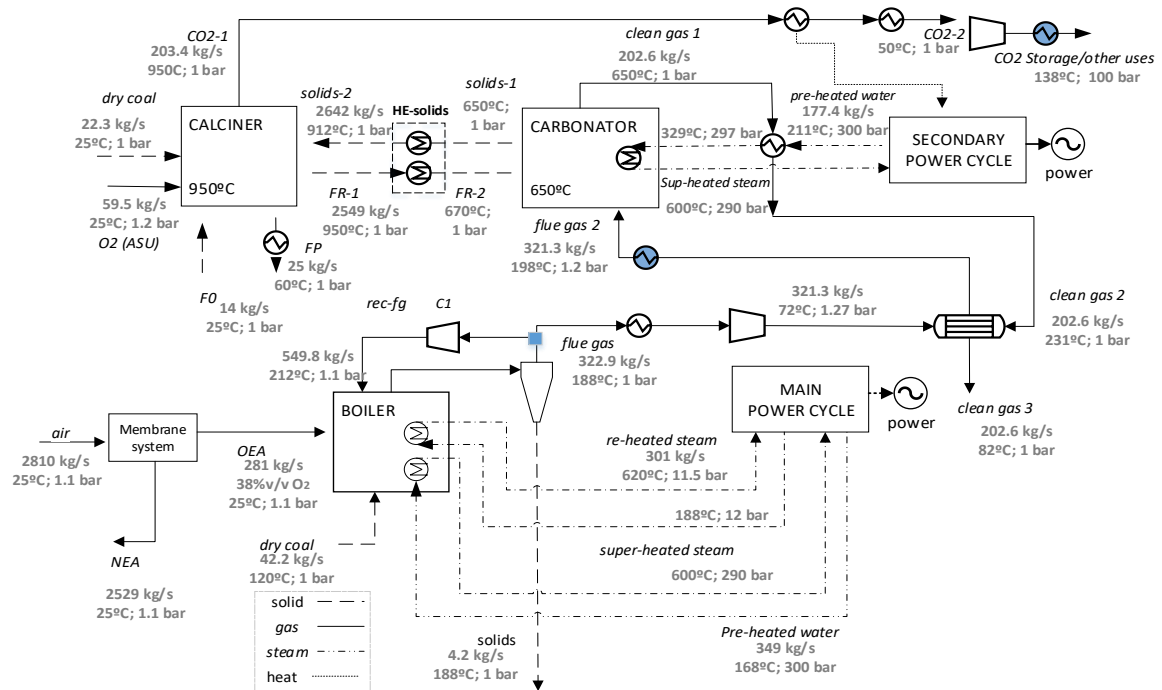 CO2-1
203.4 kg/s
950C; 1 bar
clean gas 1
202.6 kg/s
650ºC; 1 bar
50ºC; 1 bar
CO2-2
CO2 Storage/other uses
138ºC; 100 bar
dry coal
22.3 kg/s
25ºC; 1 bar
CALCINER
950ºC
solids-2
2642 kg/s
912ºC; 1 bar
HE-solids
solids-1
650ºC;
1 bar
CARBONATOR
650ºC
329ºC; 297 bar
pre-heated water
177.4 kg/s
211ºC; 300 bar
SECONDARY
POWER CYCLE
power
Sup-heated steam
600ºC; 290 bar
59.5 kg/s
25ºC; 1.2 bar
O2 (ASU)
FR-1
2549 kg/s
950ºC; 1 bar
FR-2
670ºC;
1 bar
flue gas 2
321.3 kg/s
198ºC; 1.2 bar
FP
25 kg/s
60ºC; 1 bar
F0
14 kg/s
25ºC; 1 bar
rec-fg
C1
549.8 kg/s
212ºC; 1.1 bar
flue gas
322.9 kg/s
188ºC; 1 bar
321.3 kg/s
72ºC; 1.27 bar
clean gas 2
202.6 kg/s
231ºC; 1 bar
BOILER
MAIN
POWER CYCLE
power
clean gas 3
202.6 kg/s
82ºC; 1 bar
air
2810 kg/s
25ºC; 1.1 bar
Membrane
system
OEA
281 kg/s
38%v/v O2
25ºC; 1.1 bar
re-heated steam
301 kg/s
620ºC; 11.5 bar
188ºC; 12 bar
NEA
2529 kg/s
25ºC; 1.1 bar
dry coal
42.2 kg/s
120ºC; 1 bar
super-heated steam
600ºC; 290 bar
solid
gas
steam
heat
solids
4.2 kg/s
188ºC; 1 bar
Pre-heated water
349 kg/s
168ºC; 300 bar